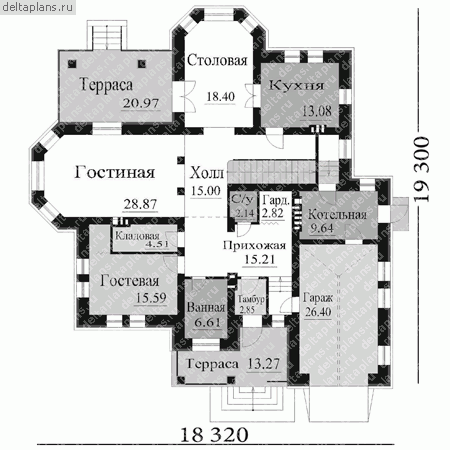 deltaplans.ru
Терраса
20.97
Столовая
18.40
Кухня
13.08
Гостиная
28.87
Холл
15.00
С/у
2.14
Гард.
2.82
Котельная
9.64
Кладовая
4.51
Прихожая
15.21
Гостевая
15.59
Ванная
6.61
Тамбур
2.85
Гараж
26.40
Терраса
13.27
19 300
18 320